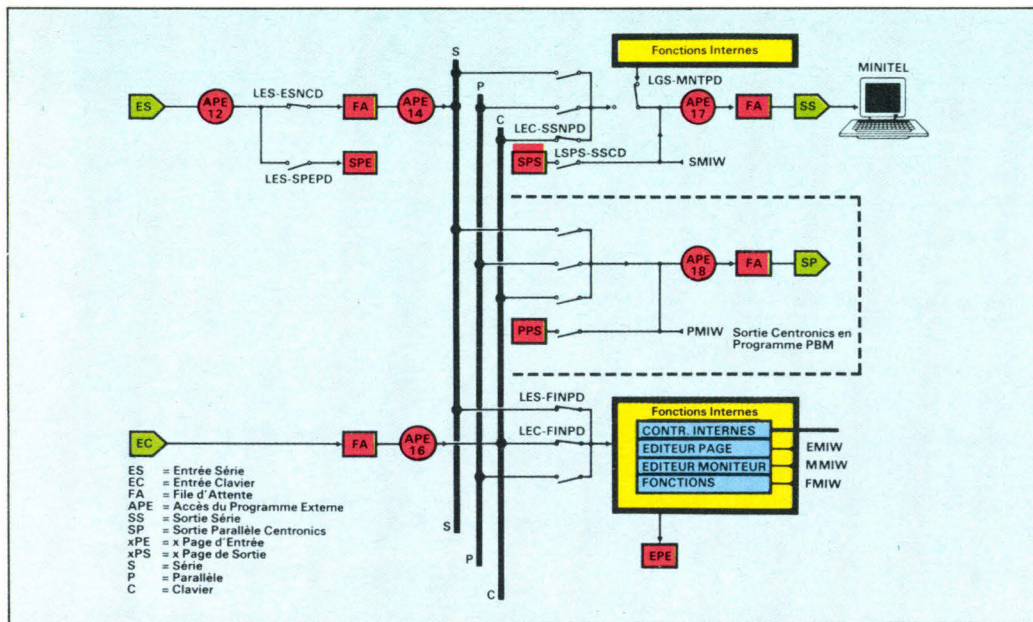 S
Fonctions Internes
P
LGS-MNTPD
MINITEL
LES-ESNCD
ES
APE 12
FA
APE 14
APE 17
FA
SS
C
LEC-SSNPD
SPS
LSPS-SSCD
SMIW
SPE
LES-SPEPD
APE 18
FA
SP
PPS
PMIW
Sortie Centronics en
Programme PBM
LES-FINPD
Fonctions Internes
EC
FA
APE 16
LEC-FINPD
CONTR. INTERNES
EDITEUR PAGE
EMIW
EDITEUR MONITEUR
MMIW
FONCTIONS
FMIW
ES = Entrée Série
EC = Entrée Clavier
FA = File d'Attente
APE = Accès du Programme Externe
SS = Sortie Série
SP = Sortie Parallèle Centronics
xPE = x Page d'Entrée
xPS = x Page de Sortie
S = Série
P = Parallèle
C = Clavier
S
P
C
EPE